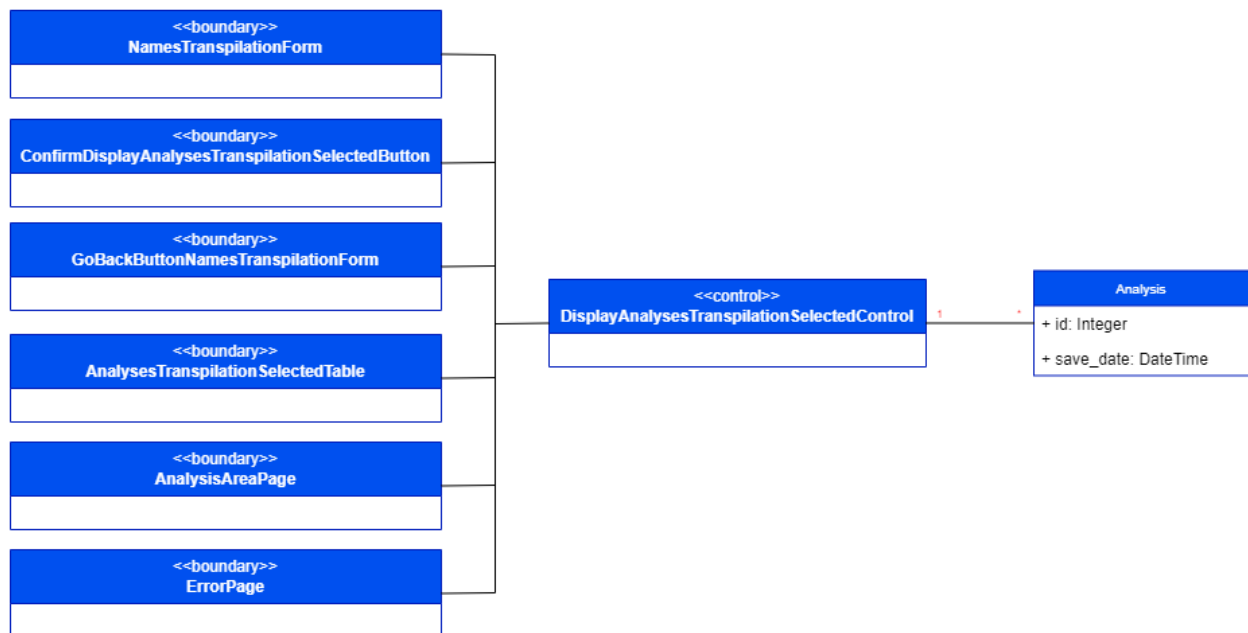 <<boundary>>
NamesTranspilationForm
<<boundary>>
ConfirmDisplayAnalysesTranspilationSelectedButton
<<boundary>>
GoBackButtonNamesTranspilationForm
<<boundary>>
AnalysesTranspilationSelectedTable
<<boundary>>
AnalysisAreaPage
<<boundary>>
ErrorPage
<<control>>
DisplayAnalysesTranspilationSelectedControl
1
*
Analysis
+ id: Integer
+ save_date: DateTime